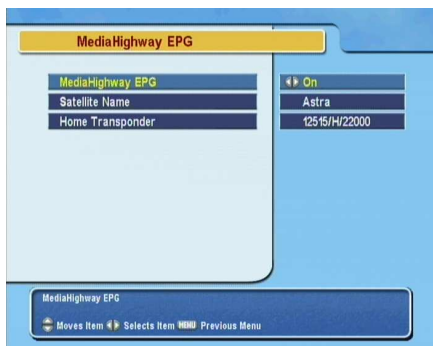 MediaHighway EPG
MediaHighway EPG On
Satellite Name Astra
Home Transponder 12515/H/22000
MediaHighway EPG
Moves Item Selects Item MENU Previous Menu